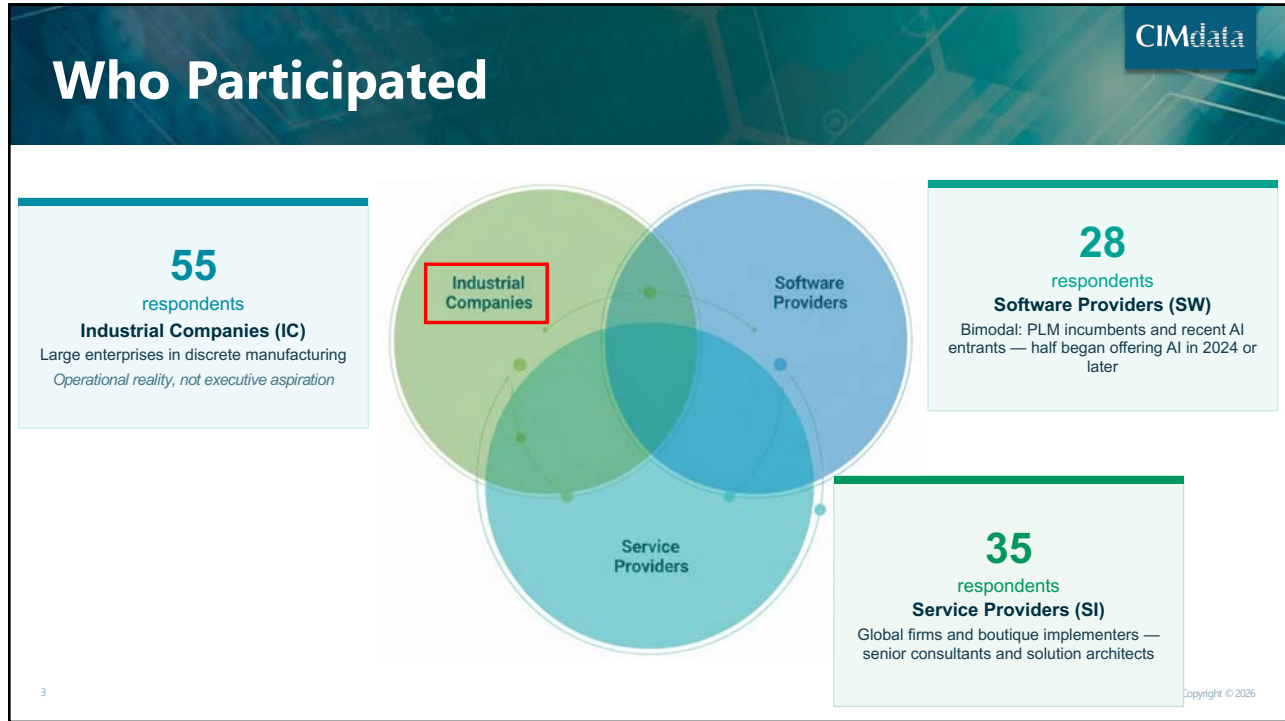 Who Participated
CIMdata
55
respondents
Industrial Companies (IC)
Large enterprises in discrete manufacturing
Operational reality, not executive aspiration
Industrial
Companies
Software
Providers
Service
Providers
28
respondents
Software Providers (SW)
Bimodal: PLM incumbents and recent AI
entrants — half began offering AI in 2024 or
later
35
respondents
Service Providers (SI)
Global firms and boutique implementers —
senior consultants and solution architects
3
Copyright © 2026